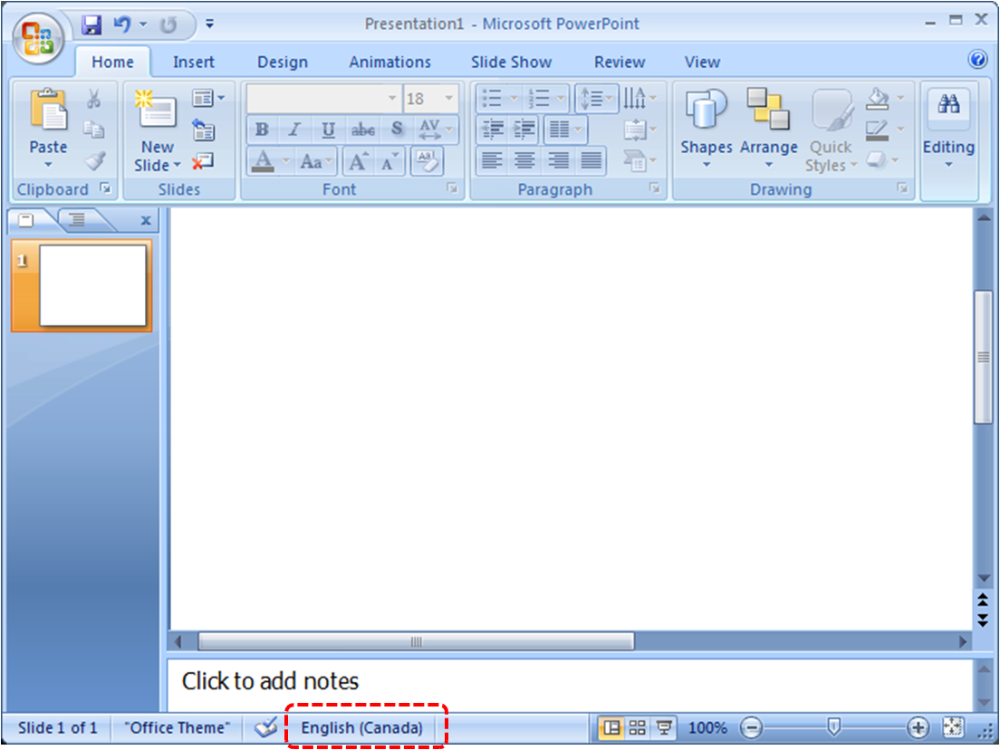 Presentation1 - Microsoft PowerPoint
Home Insert Design Animations Slide Show Review View
18
Paste
New
Slide
B I U abe S AV
A Aa A A
Shapes Arrange Quick
Styles
Editing
Clipboard Slides Font Paragraph Drawing
1
Click to add notes
Slide 1 of 1 "Office Theme" English (Canada) 100%